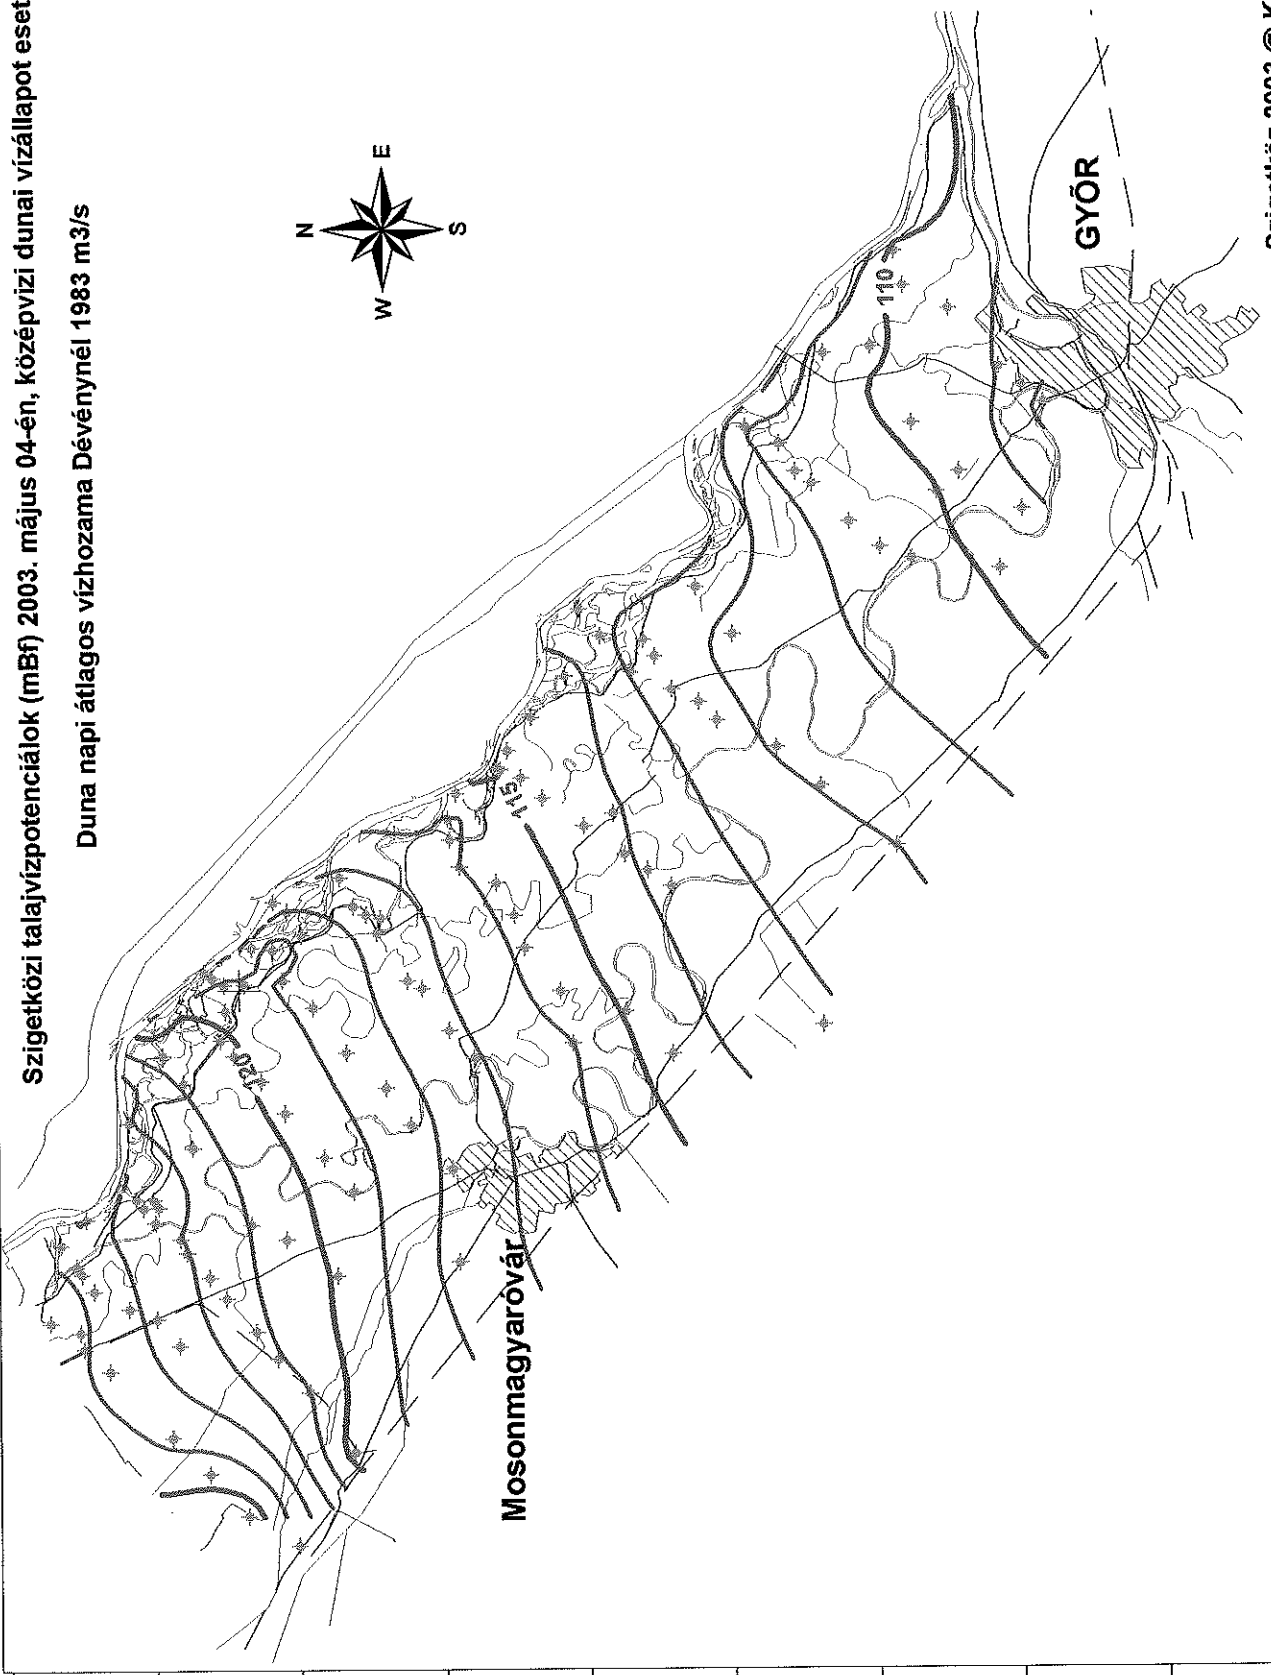 Szigetközi talajvízpotenciálok (mBf) 2003. május 04-én, középvizi dunai vízállapot eset
Duna napi átlagos vízhozama Dévénynél 1983 m3/s
N
W
E
S
110
GYŐR
115
120
Mosonmagyaróvár